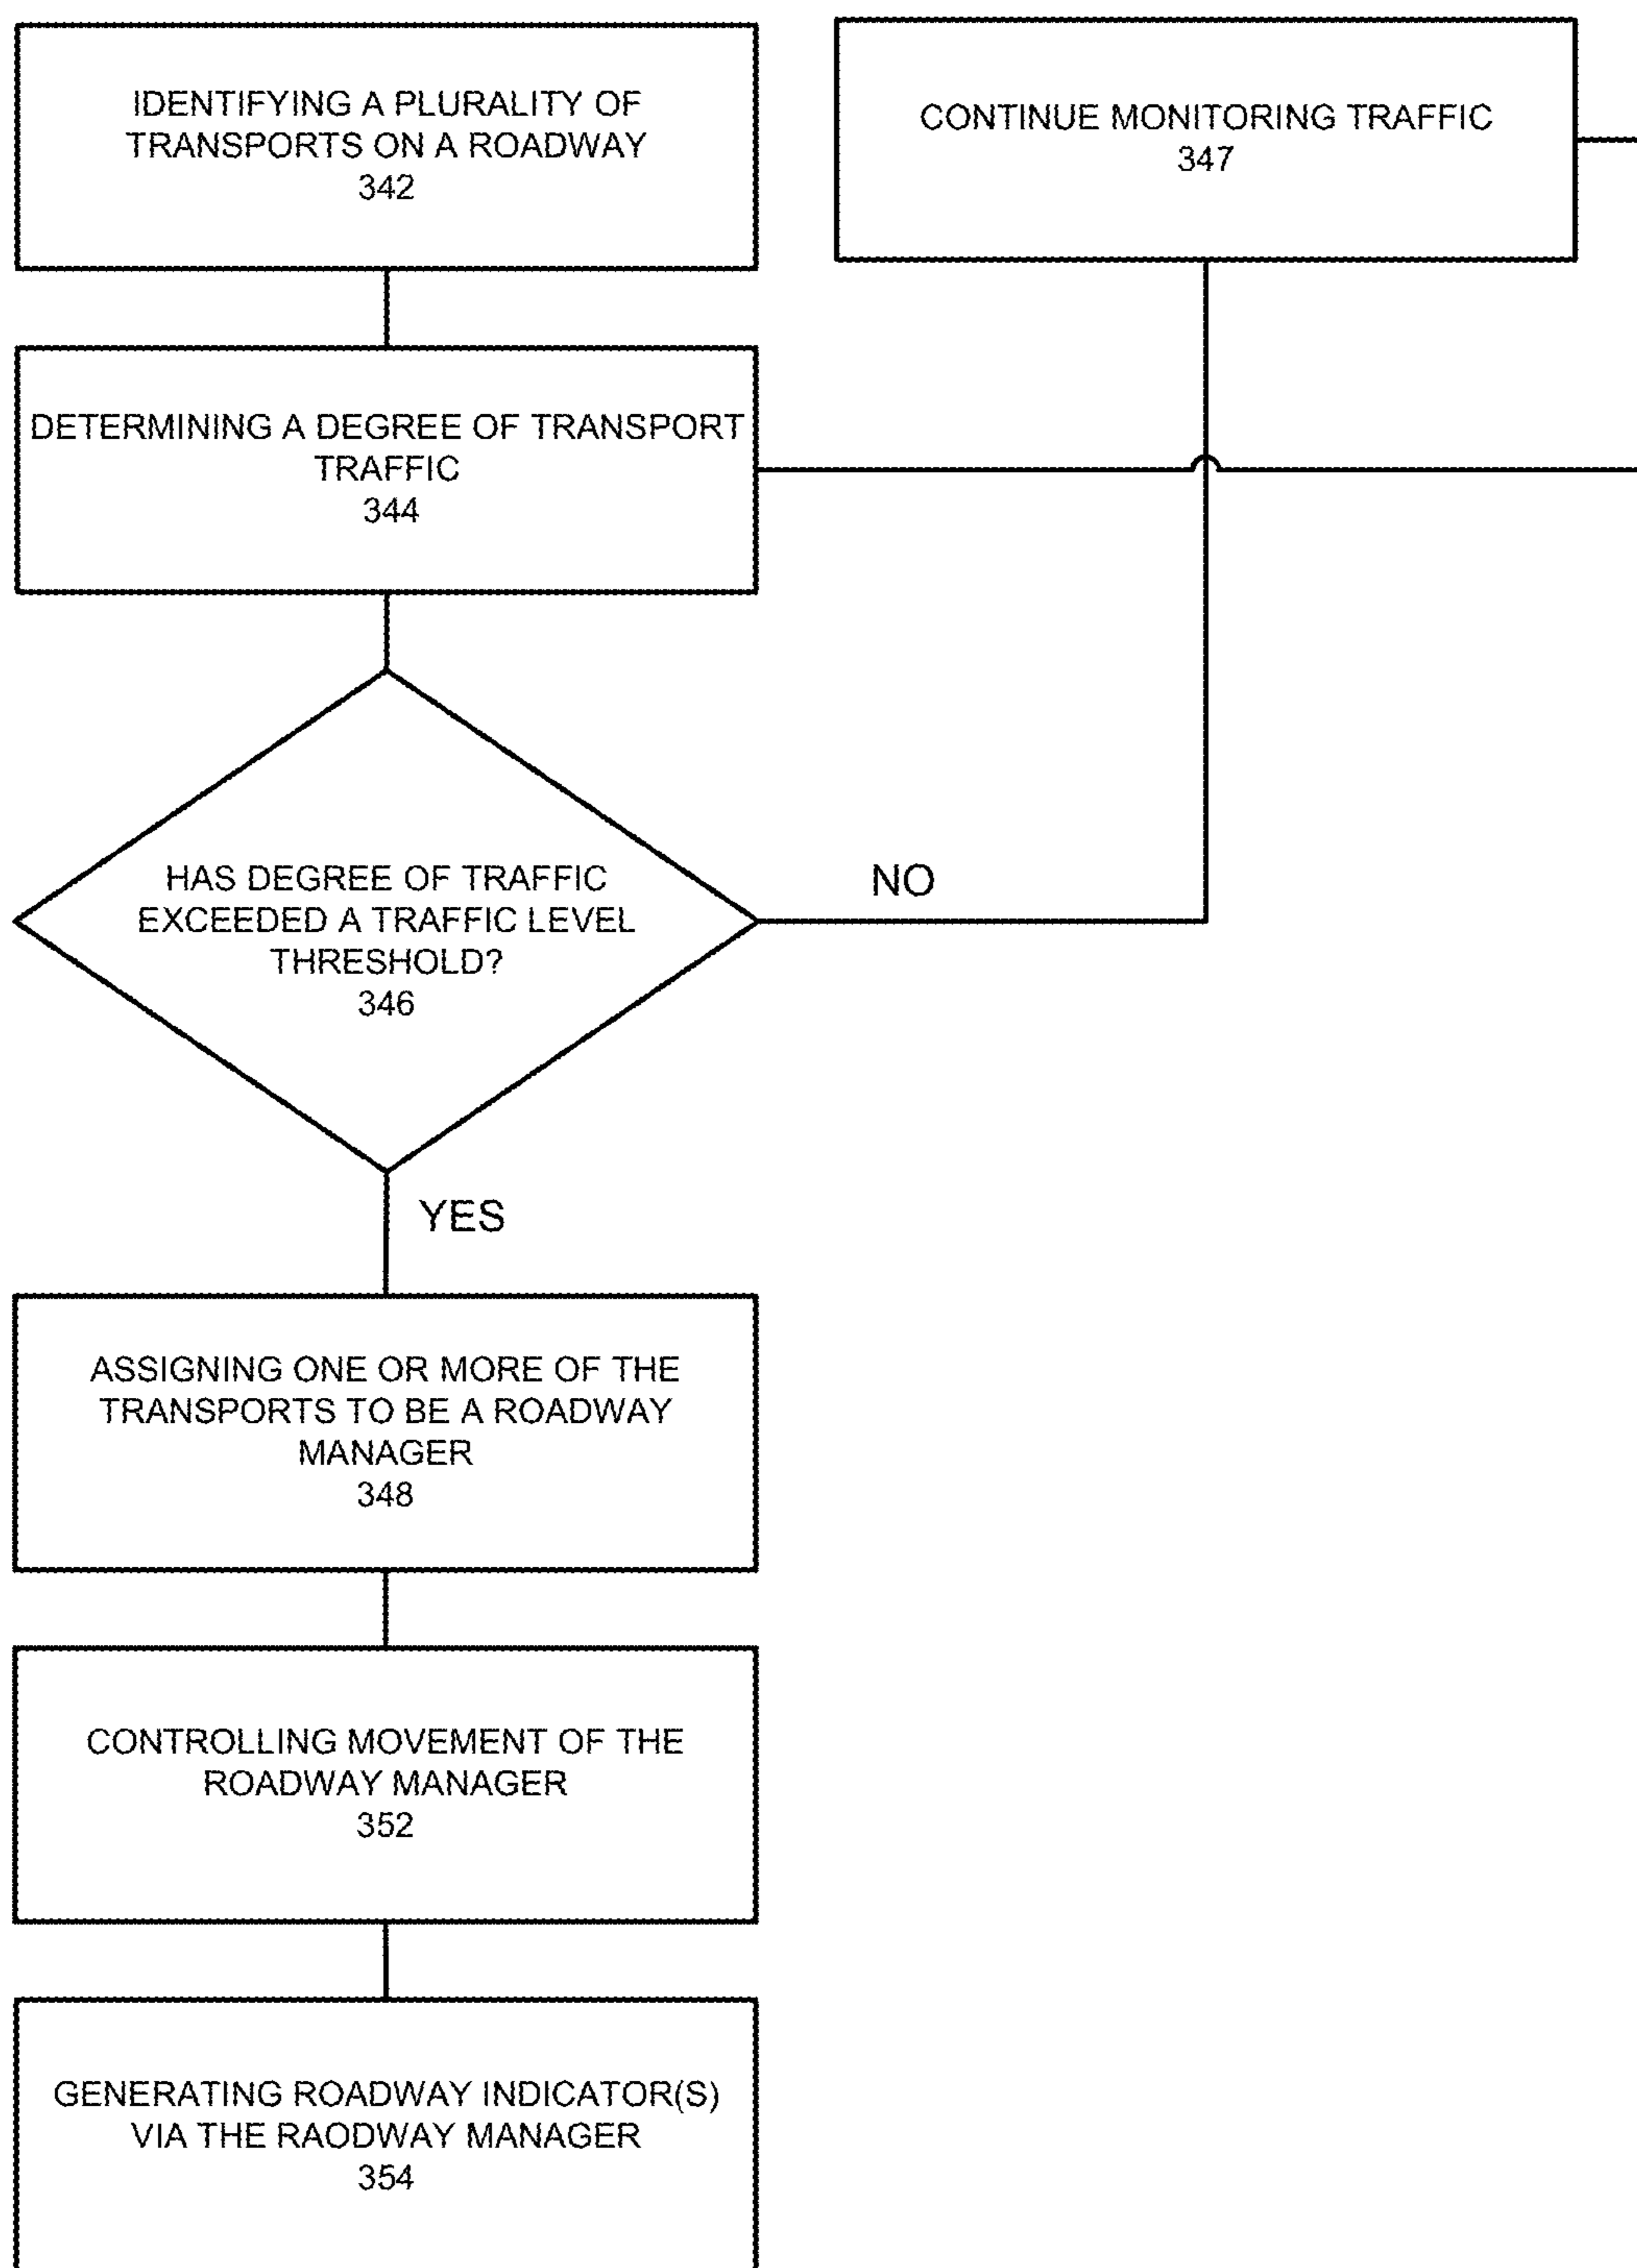 IDENTIFYING A PLURALITY OF
TRANSPORTS ON A ROADWAY
342
CONTINUE MONITORING TRAFFIC
347
DETERMINING A DEGREE OF TRANSPORT
TRAFFIC
344
HAS DEGREE OF TRAFFIC
EXCEEDED A TRAFFIC LEVEL
THRESHOLD?
346
NO
YES
ASSIGNING ONE OR MORE OF THE
TRANSPORTS TO BE A ROADWAY
MANAGER
348
CONTROLLING MOVEMENT OF THE
ROADWAY MANAGER
352
GENERATING ROADWAY INDICATOR(S)
VIA THE RAODWAY MANAGER
354